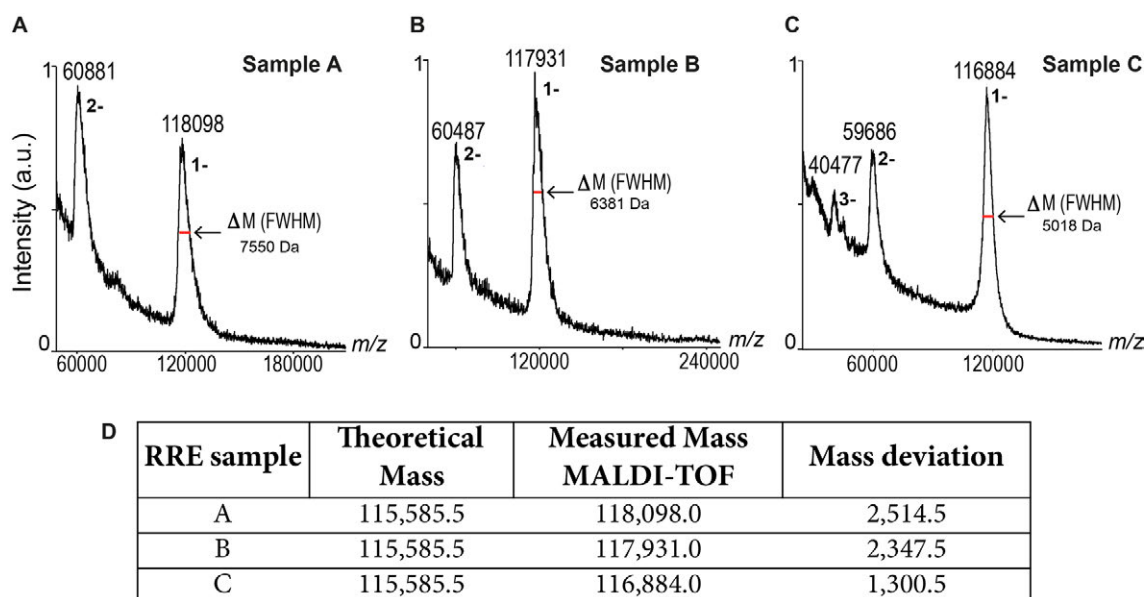 A
Sample A
1
60881
2-
118098
1-
ΔM (FWHM)
7550 Da
Intensity (a.u.)
0
60000 120000 180000 m/z
B
Sample B
1
117931
1-
60487
2-
ΔM (FWHM)
6381 Da
0
120000 240000 m/z
C
Sample C
1
116884
1-
59686
2-
40477
3-
ΔM (FWHM)
5018 Da
0
60000 120000 m/z
D
RRE sample Theoretical Mass Measured Mass MALDI-TOF Mass deviation
A 115,585.5 118,098.0 2,514.5
B 115,585.5 117,931.0 2,347.5
C 115,585.5 116,884.0 1,300.5